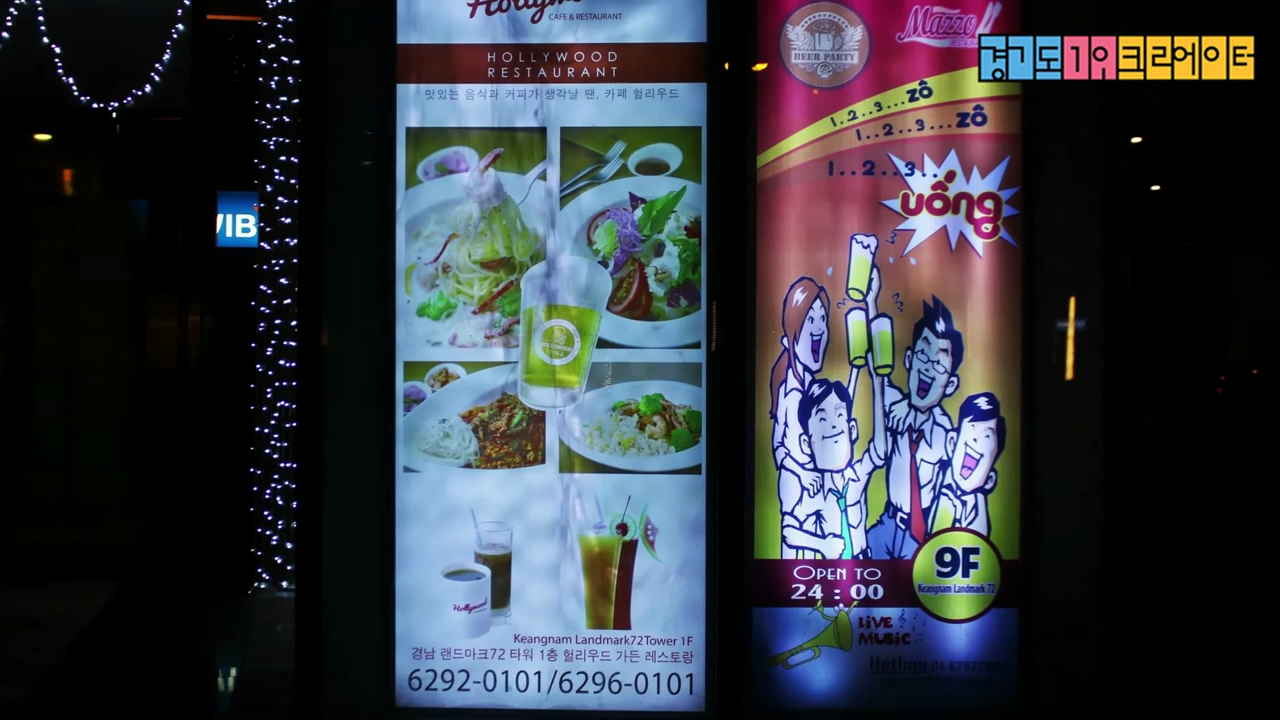 CAFE & RESTAURANT
HOLLYWOOD
RESTAURANT
맛있는 음식과 커피가 생각날 땐, 카페 헐리우드
Hollywood
Keangnam Landmark72Tower 1F
경남 랜드마크72 타워 1층 헐리우드 가든 레스토랑
6292-0101/6296-0101
BEER PARTY
Mazzo
경기도1위크리에이터
1..2..3...zô
1..2..3...zô
1..2..3..
uống
9F
Keangnam Landmark 72
OPEN TO
24 : 00
LIVE
MUSIC
Hotline
VIB